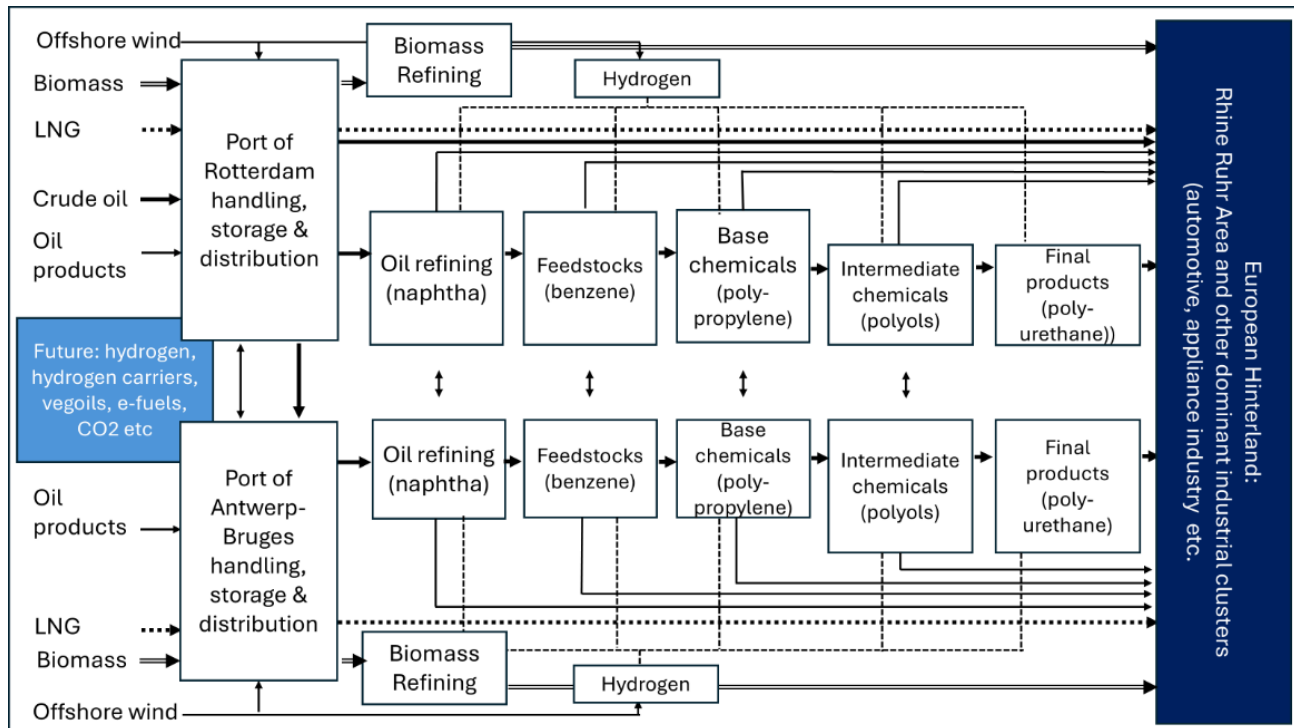 Offshore wind
Biomass
LNG
Crude oil
Oil
products
Port of
Rotterdam
handling,
storage &
distribution
Biomass
Refining
Hydrogen
Oil refining
(naphtha)
Feedstocks
(benzene)
Base
chemicals
(poly-
propylene)
Intermediate
chemicals
(polyols)
Final
products
(poly-
urethane))
Future: hydrogen,
hydrogen carriers,
vegoils, e-fuels,
CO2 etc
Oil
products
LNG
Biomass
Offshore wind
Port of
Antwerp-
Bruges
handling,
storage &
distribution
Oil refining
(naphtha)
Feedstocks
(benzene)
Base
chemicals
(poly-
propylene)
Intermediate
chemicals
(polyols)
Final
products
(poly-
urethane)
Biomass
Refining
Hydrogen
European Hinterland:
Rhine Ruhr Area and other dominant industrial clusters
(automotive, appliance industry etc.